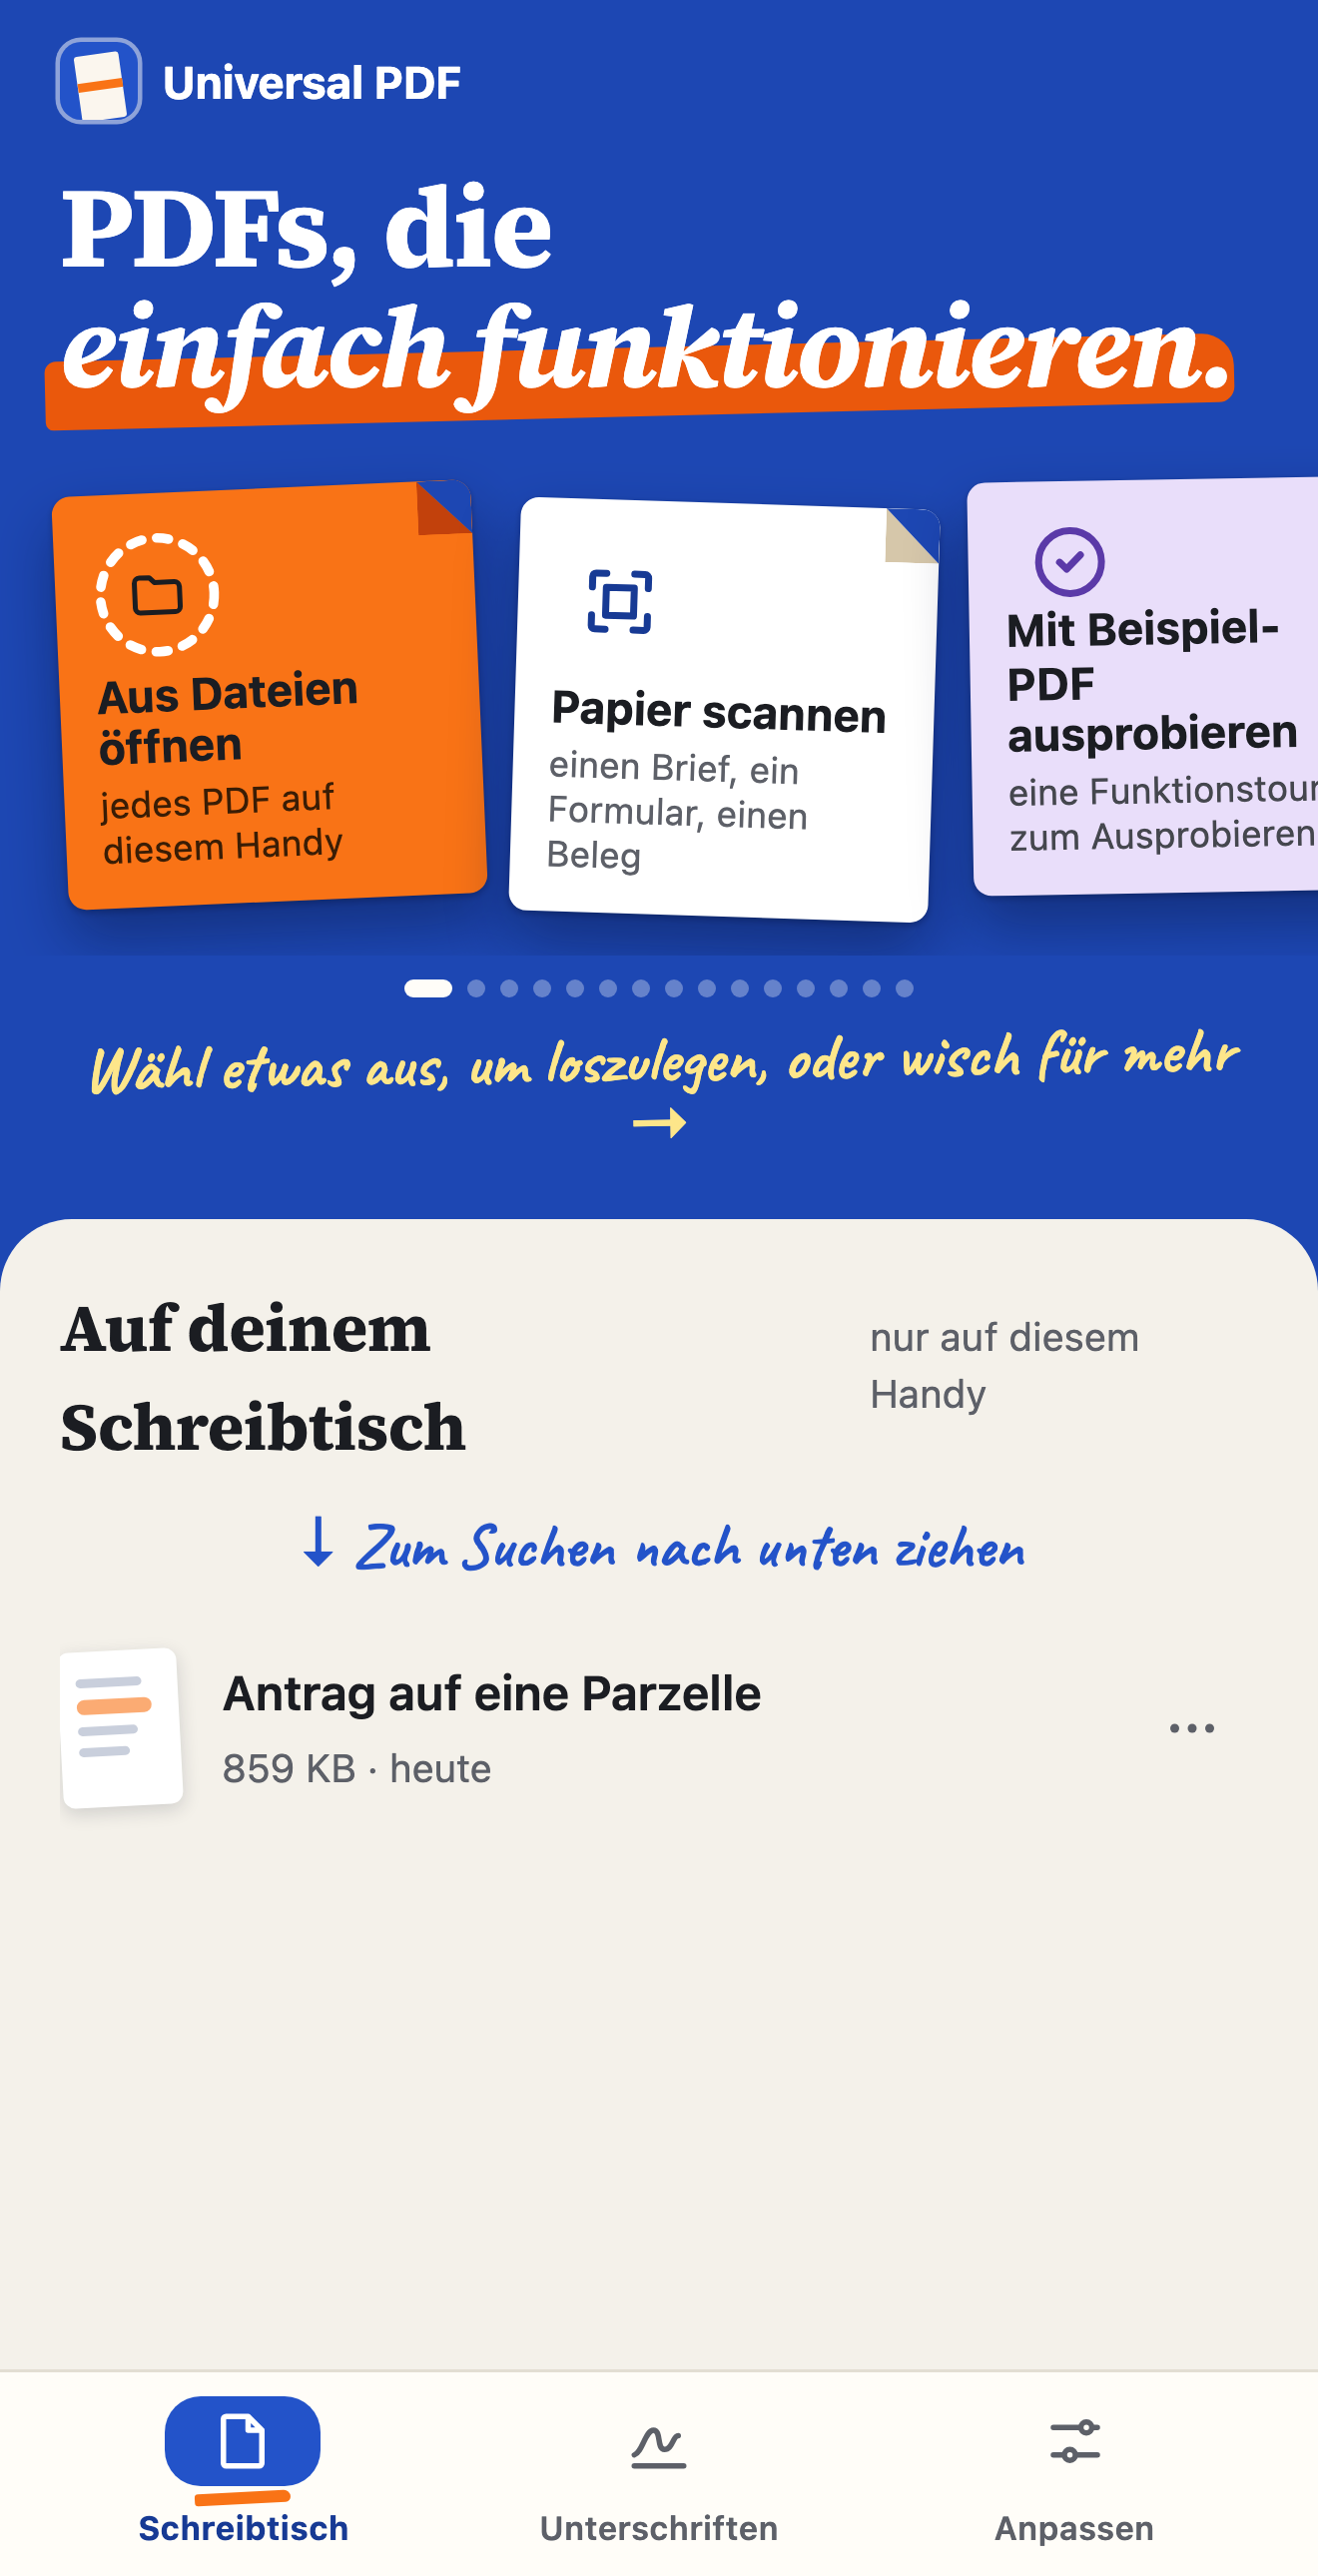 Universal PDF
PDFs, die
einfach funktionieren.
Aus Dateien
öffnen
jedes PDF auf
diesem Handy
Papier scannen
einen Brief, ein
Formular, einen
Beleg
Mit Beispiel-
PDF
ausprobieren
eine Funktionstour
zum Ausprobieren
Wähl etwas aus, um loszulegen, oder wisch für mehr
→
Auf deinem
Schreibtisch
nur auf diesem
Handy
↓ Zum Suchen nach unten ziehen
Antrag auf eine Parzelle
859 KB · heute
Schreibtisch
Unterschriften
Anpassen